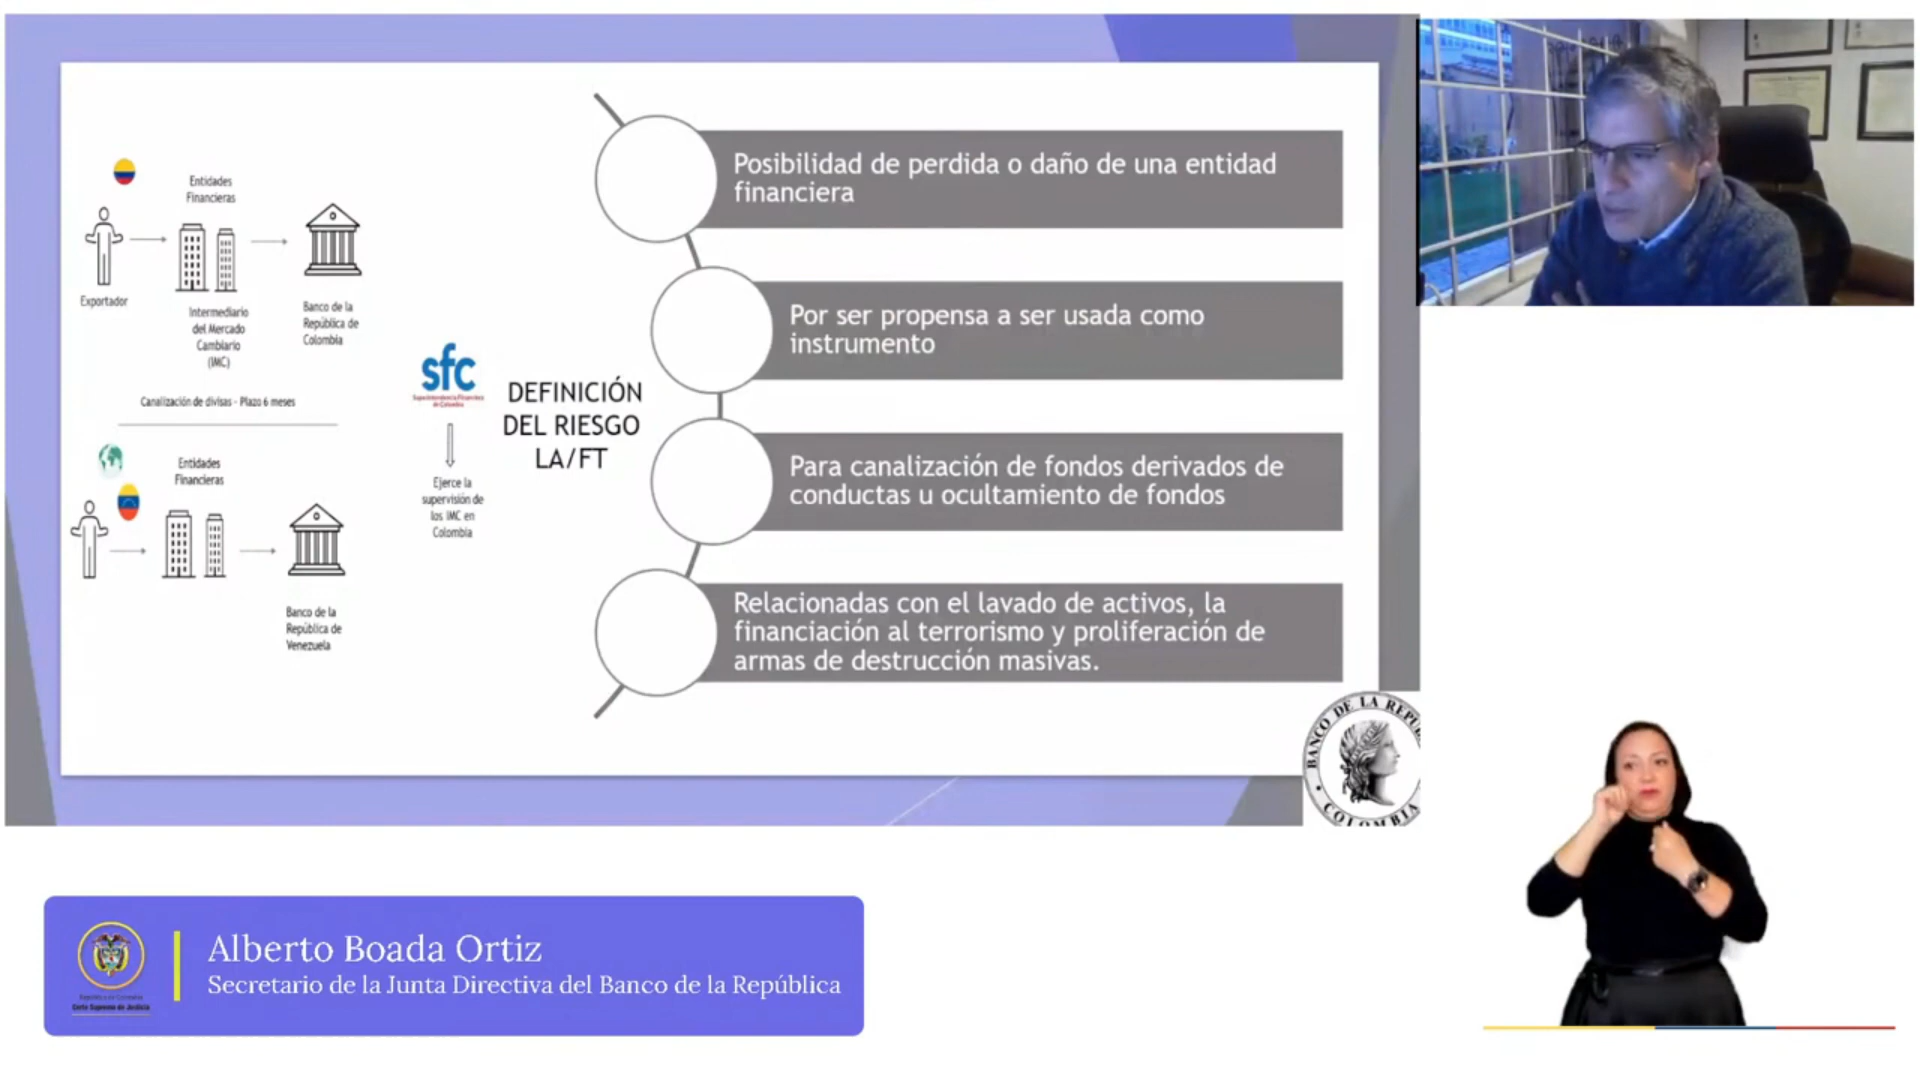 Entidades
Financieras
Exportador
Intermediario
del Mercado
Cambiario
(IMC)
Banco de la
República de
Colombia
Canalización de divisas - Plazo 6 meses
Entidades
Financieras
Banco de la
República de
Venezuela
sfc
Superintendencia Financiera
de Colombia
Ejerce la
supervisión de
los IMC en
Colombia
DEFINICIÓN
DEL RIESGO
LA/FT
Posibilidad de perdida o daño de una entidad
financiera
Por ser propensa a ser usada como
instrumento
Para canalización de fondos derivados de
conductas u ocultamiento de fondos
Relacionadas con el lavado de activos, la
financiación al terrorismo y proliferación de
armas de destrucción masivas.
BANCO DE LA REPU
COLOMBIA
Alberto Boada Ortiz
Secretario de la Junta Directiva del Banco de la República
República de Colombia
Corte Suprema de Justicia